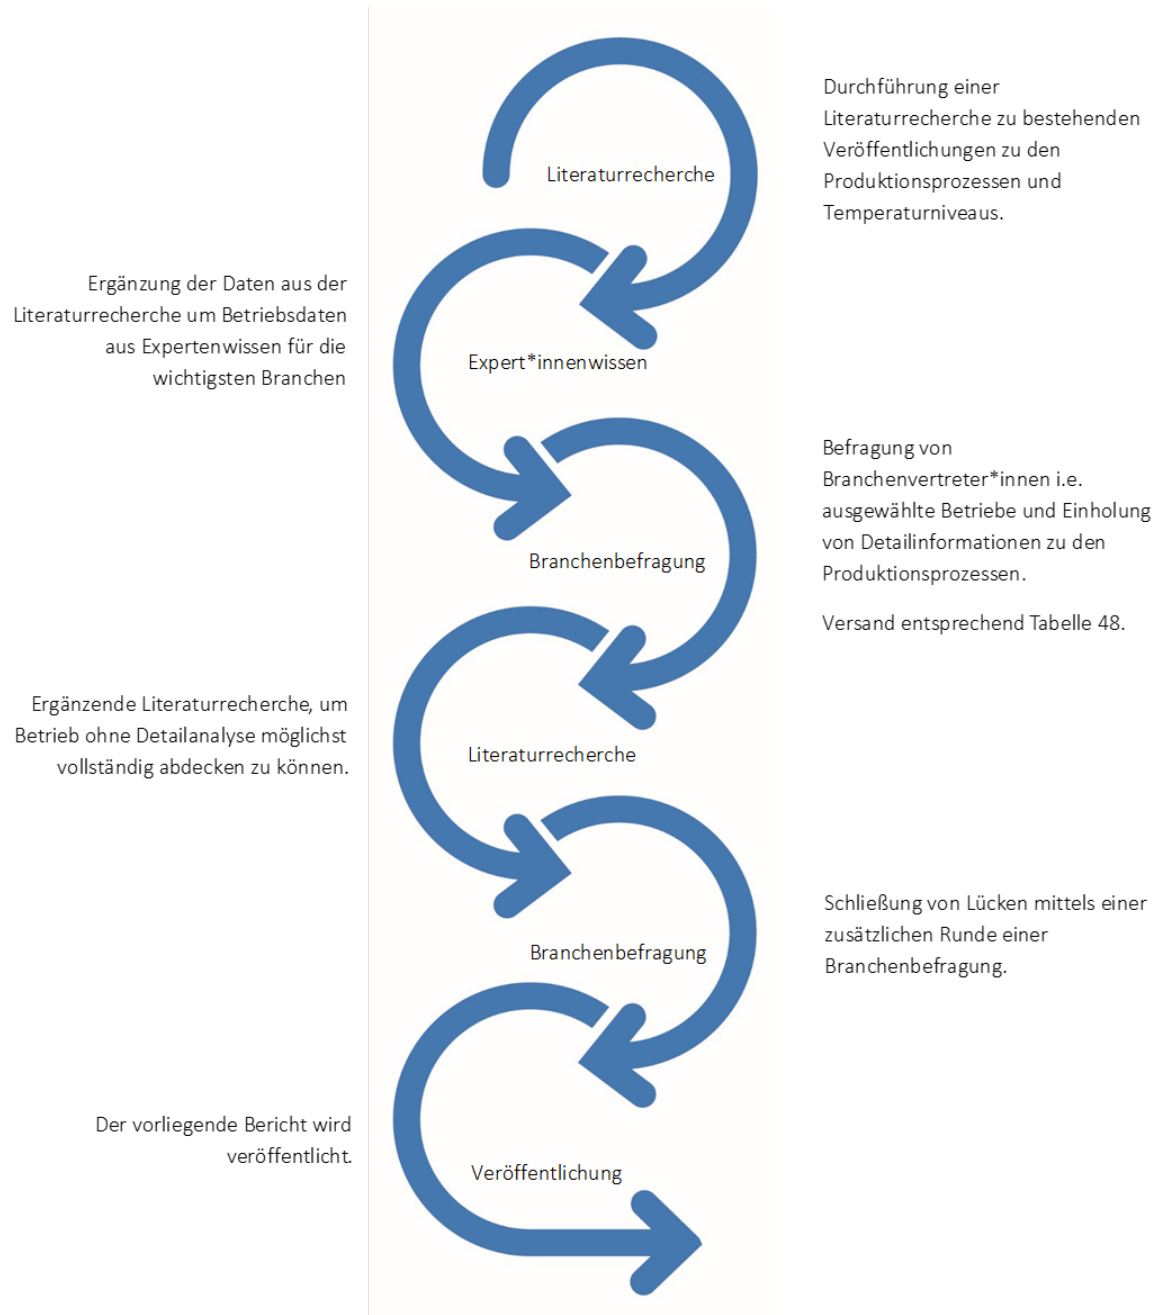 Durchführung einer
Literaturrecherche zu bestehenden
Veröffentlichungen zu den
Produktionsprozessen und
Temperaturniveaus.
Literaturrecherche
Ergänzung der Daten aus der
Literaturrecherche um Betriebsdaten
aus Expertenwissen für die
wichtigsten Branchen
Expert*innenwissen
Befragung von
Branchenvertreter*innen i.e.
ausgewählte Betriebe und Einholung
von Detailinformationen zu den
Produktionsprozessen.
Versand entsprechend Tabelle 48.
Branchenbefragung
Ergänzende Literaturrecherche, um
Betrieb ohne Detailanalyse möglichst
vollständig abdecken zu können.
Literaturrecherche
Schließung von Lücken mittels einer
zusätzlichen Runde einer
Branchenbefragung.
Branchenbefragung
Der vorliegende Bericht wird
veröffentlicht.
Veröffentlichung